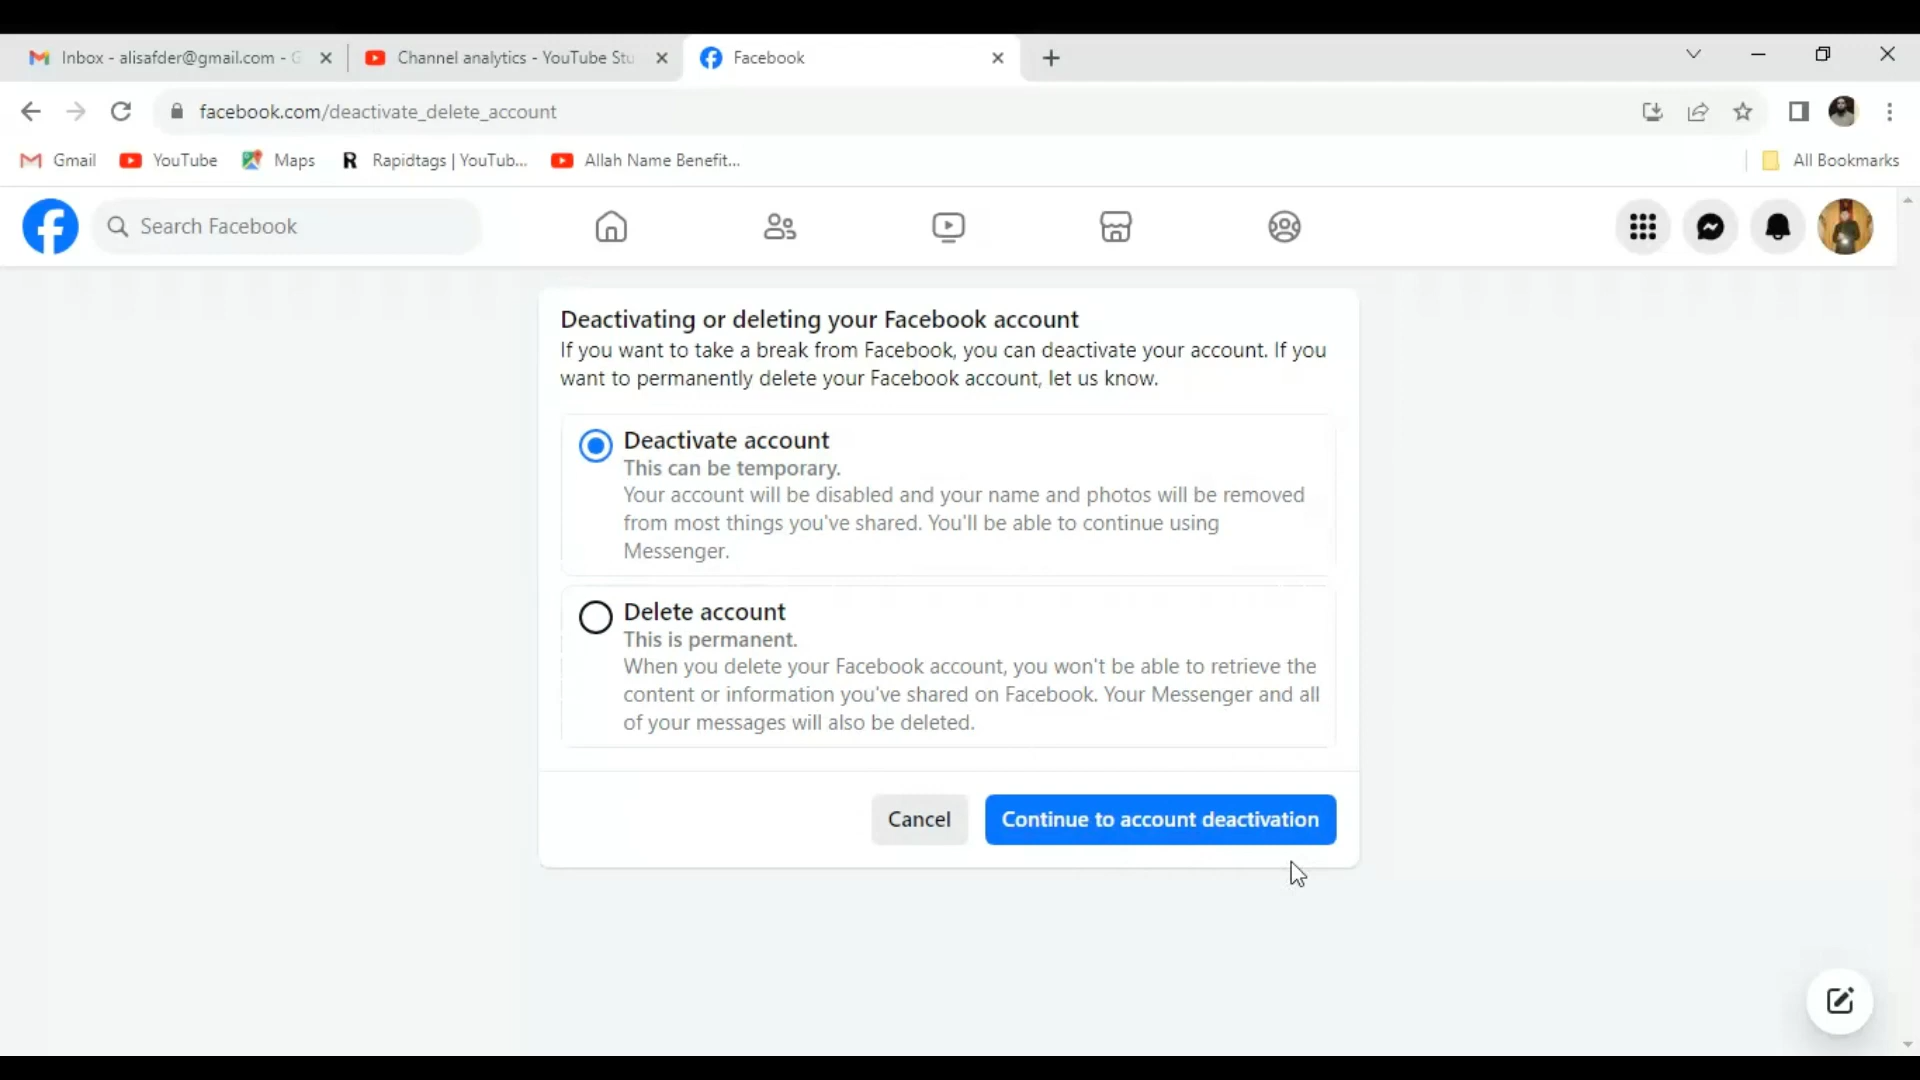 Inbox - alisafder@gmail.com - G
Channel analytics - YouTube Stu
Facebook
facebook.com/deactivate_delete_account
Gmail
YouTube
Maps
R Rapidtags | YouTub...
Allah Name Benefit...
All Bookmarks
Search Facebook
Deactivating or deleting your Facebook account
If you want to take a break from Facebook, you can deactivate your account. If you
want to permanently delete your Facebook account, let us know.
Deactivate account
This can be temporary.
Your account will be disabled and your name and photos will be removed
from most things you've shared. You'll be able to continue using
Messenger.
Delete account
This is permanent.
When you delete your Facebook account, you won't be able to retrieve the
content or information you've shared on Facebook. Your Messenger and all
of your messages will also be deleted.
Cancel
Continue to account deactivation